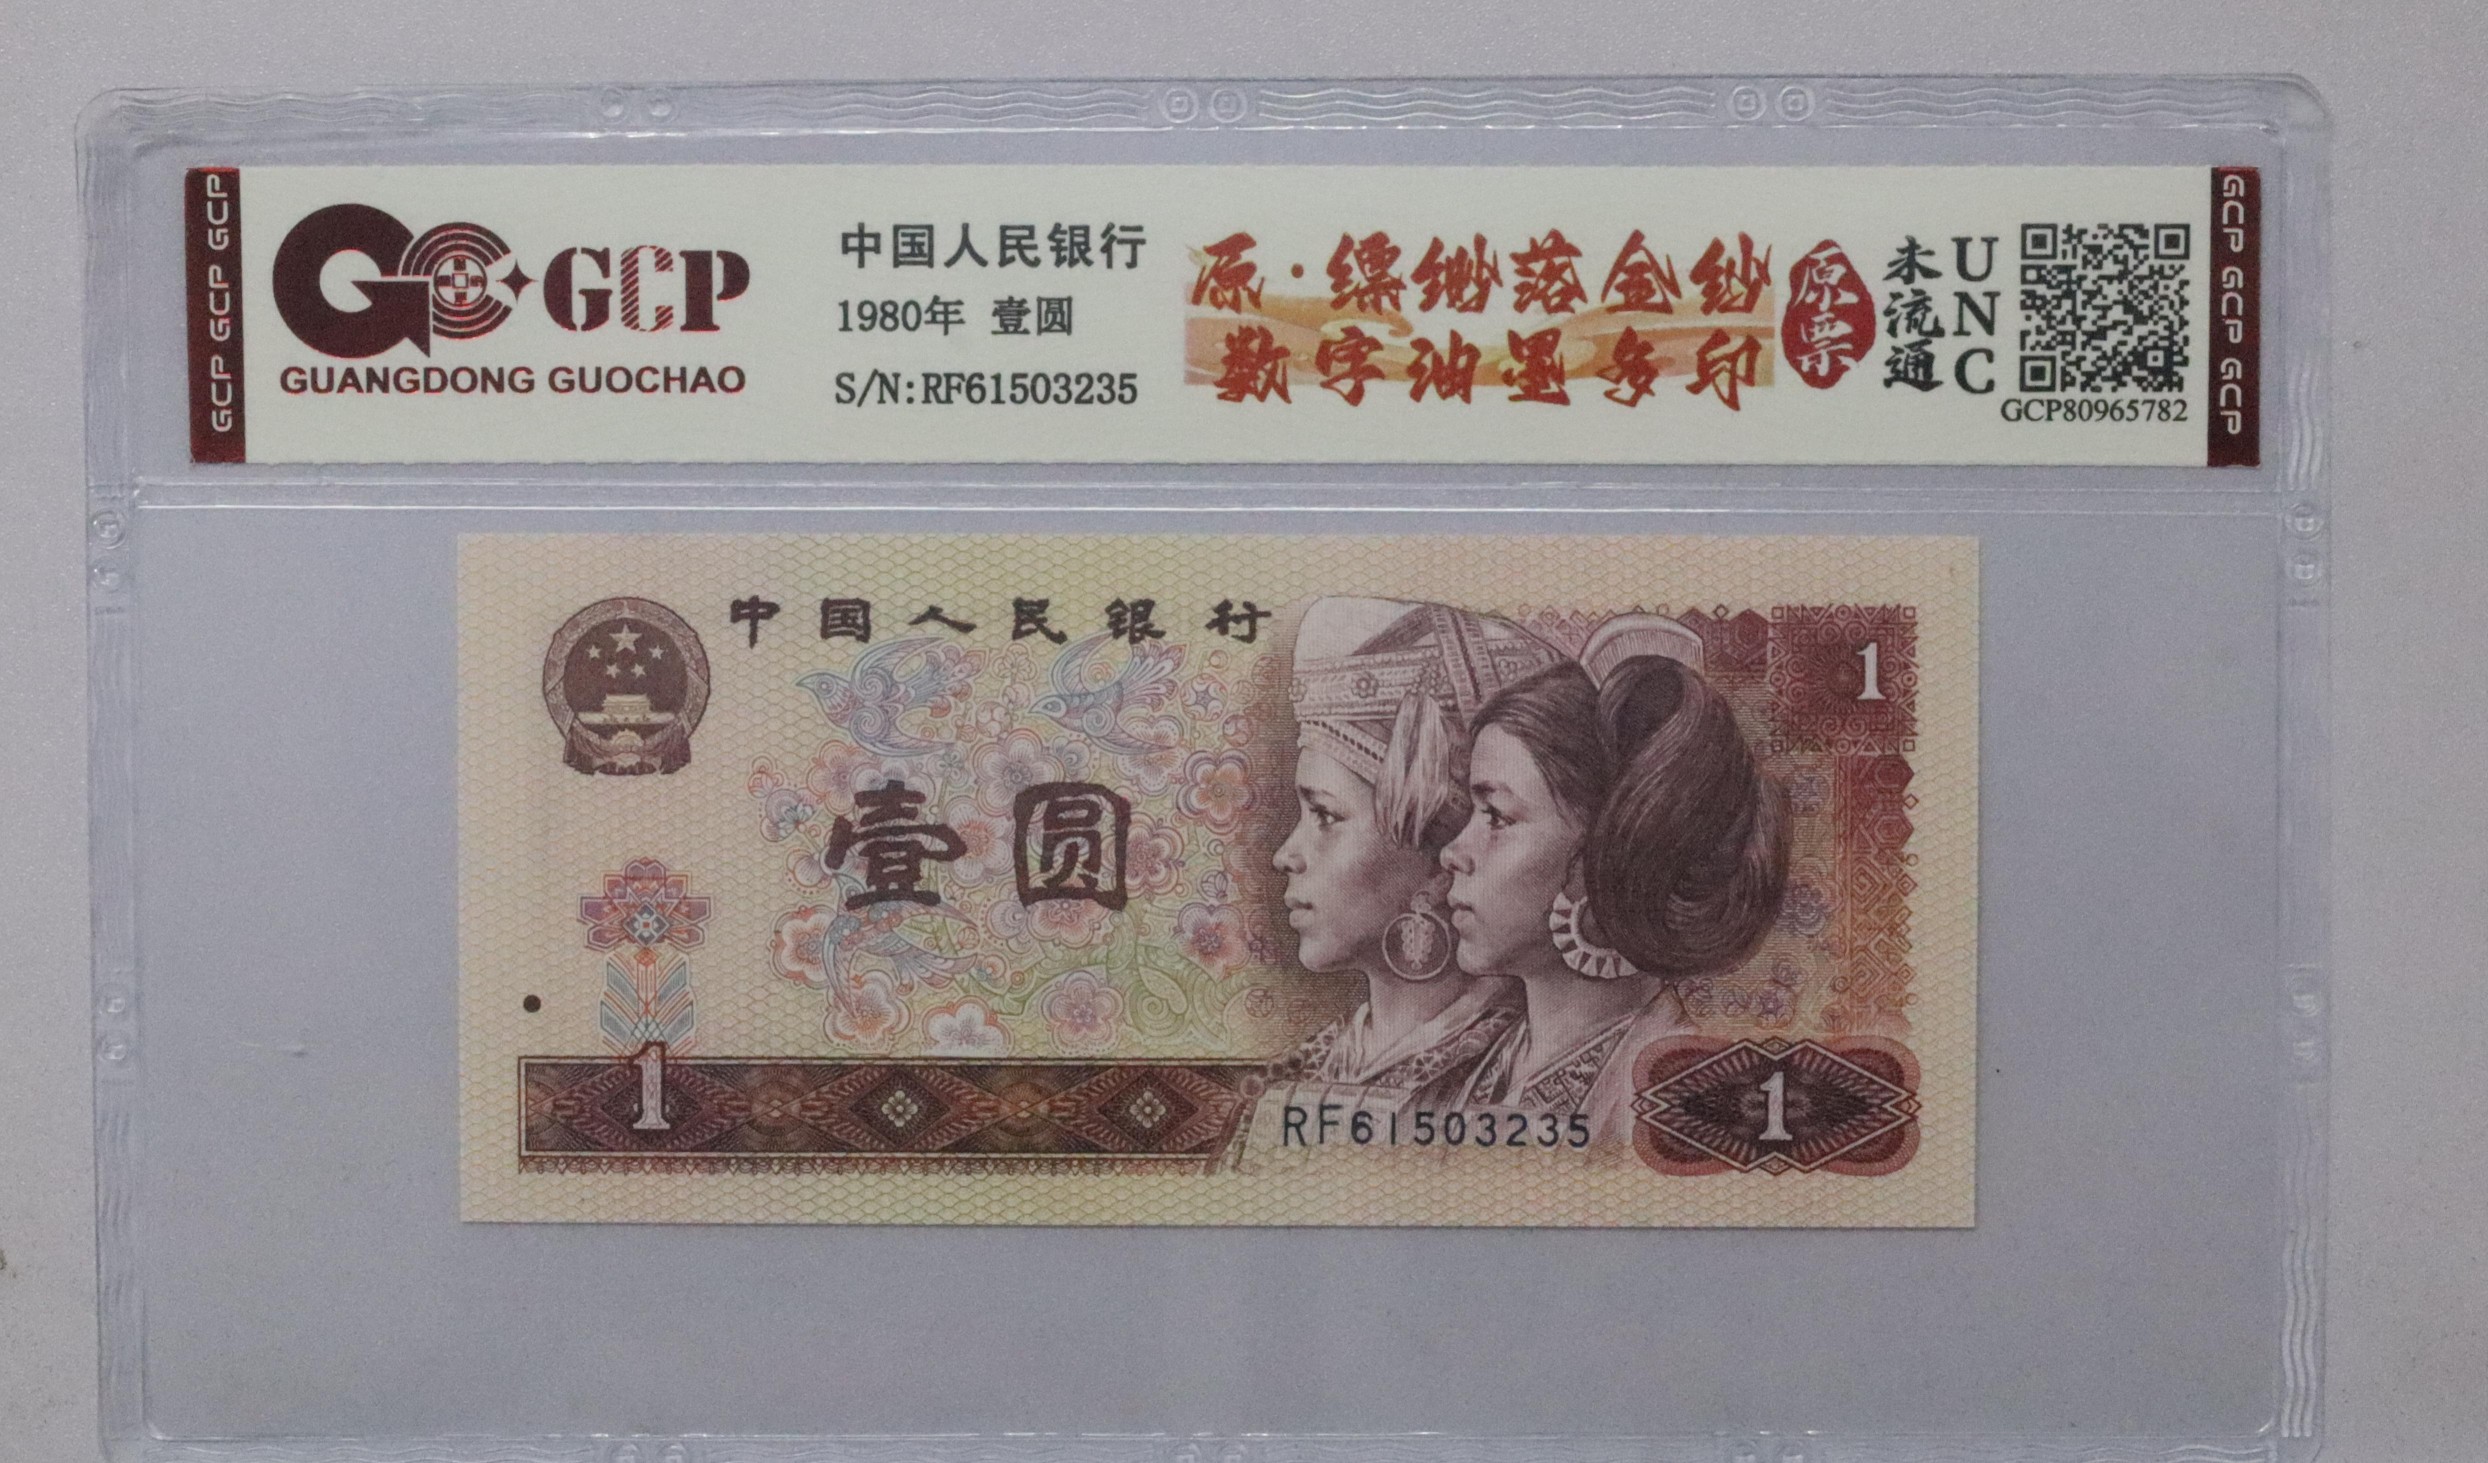 GCP GCP GCP
GCP
GUANGDONG GUOCHAO
中国人民银行
1980年 壹圆
S/N:RF61503235
原·缥缈落金纱
数字油墨多印
原票
未流通
UNC
GCP80965782
GCP GCP GCP
中国人民银行
1
壹圆
1
RF61503235
1